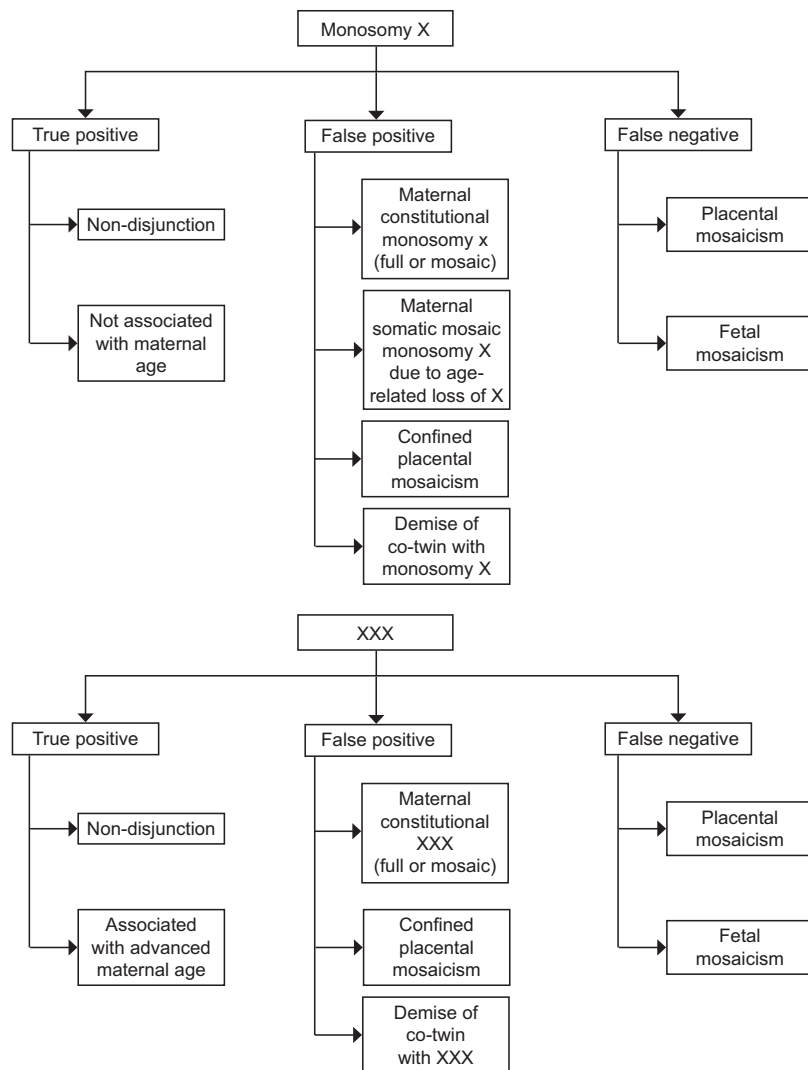 Monosomy X
True positive
False positive
False negative
Non-disjunction
Not associated
with maternal
age
Maternal
constitutional
monosomy x
(full or mosaic)
Maternal
somatic mosaic
monosomy X
due to age-
related loss of X
Confined
placental
mosaicism
Demise of
co-twin with
monosomy X
Placental
mosaicism
Fetal
mosaicism
XXX
True positive
False positive
False negative
Non-disjunction
Associated
with advanced
maternal age
Maternal
constitutional
XXX
(full or mosaic)
Confined
placental
mosaicism
Demise of
co-twin
with XXX
Placental
mosaicism
Fetal
mosaicism